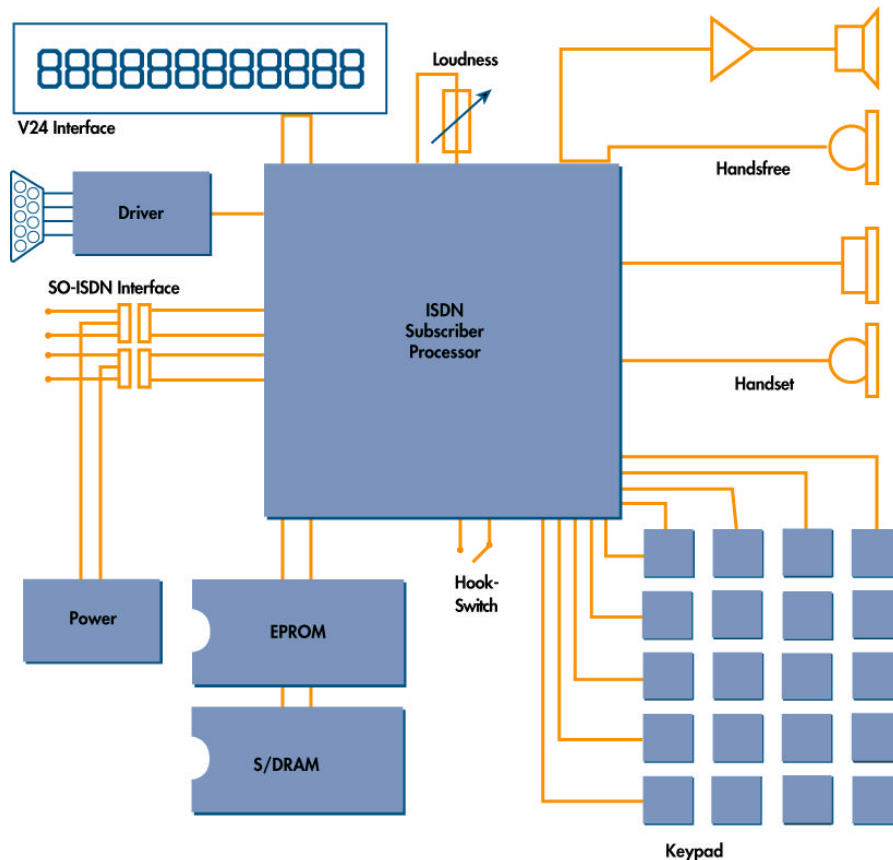 888888888888
Loudness
V24 Interface
Handsfree
Driver
SO-ISDN Interface
ISDN
Subscriber
Processor
Handset
Hook-
Switch
Power
EPROM
S/DRAM
Keypad